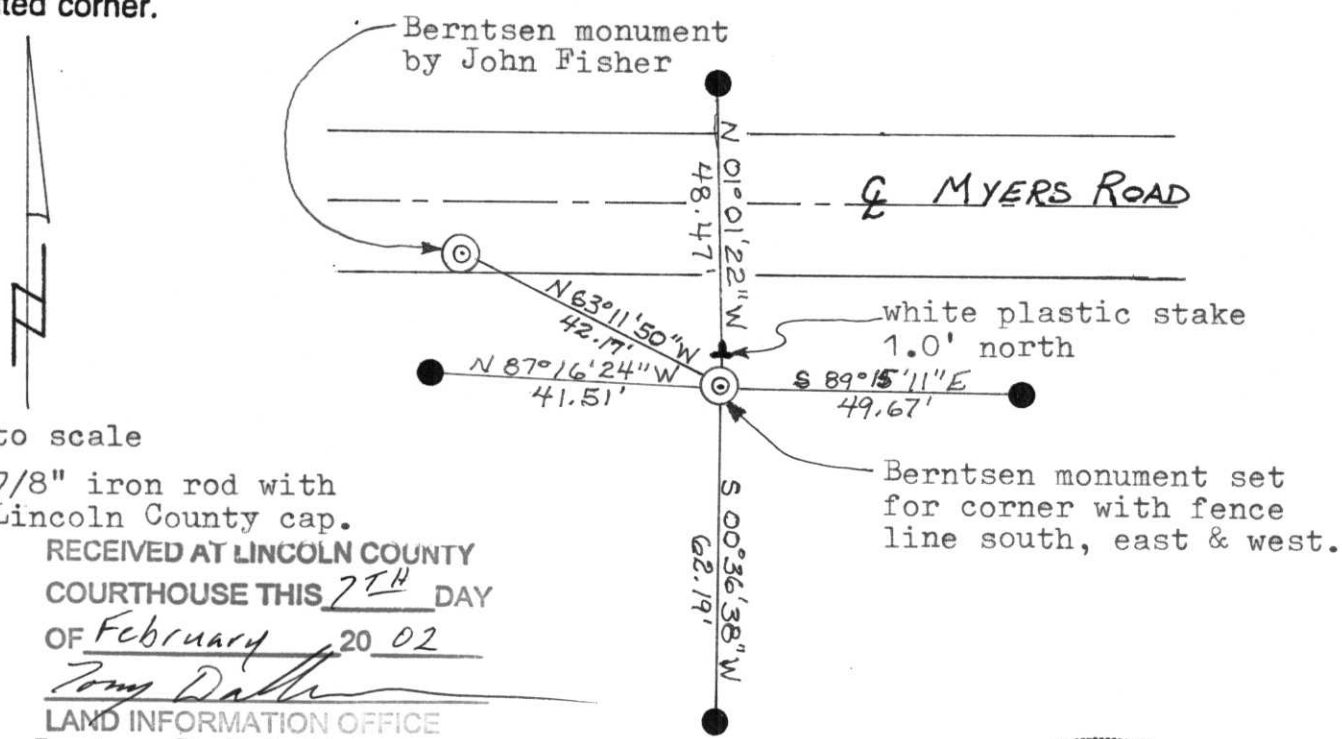 ted corner.
Berntsen monument
by John Fisher
N 01°01'22"W
48.47'
℄ MYERS ROAD
N 63°11'50"W
42.17'
white plastic stake
1.0' north
N 87°16'24"W
41.51'
S 89°15'11"E
49.67'
to scale
Berntsen monument set
for corner with fence
line south, east & west.
7/8" iron rod with
Lincoln County cap.
S 00°36'38"W
62.19'
RECEIVED AT LINCOLN COUNTY
COURTHOUSE THIS 7TH DAY
OF February 20 02
LAND INFORMATION OFFICE